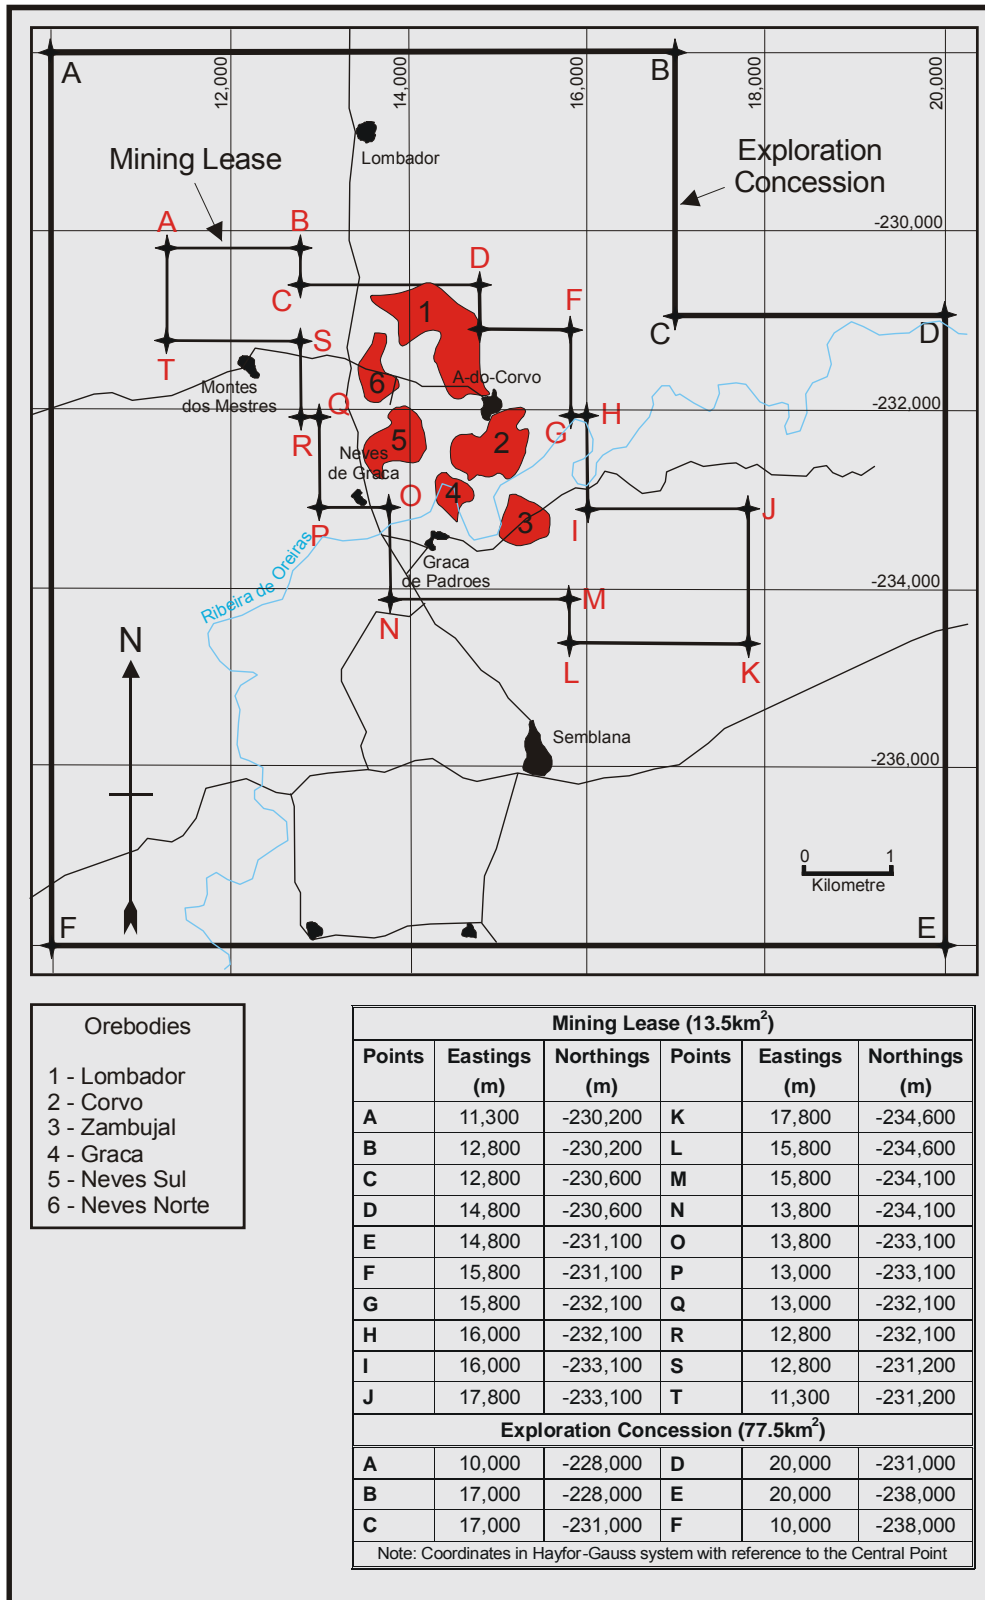 A
B
12,000
14,000
16,000
18,000
20,000
Lombador
Mining Lease
Exploration
Concession
A
B
-230,000
D
C
F
1
C
D
S
T
A-do-Corvo
6
Montes
dos Mestres
Q
-232,000
H
R
G
5
2
Neves
de Graca
4
O
J
P
3
I
Graca
de Padroes
Ribeira de Oreiras
-234,000
M
N
N
L
K
Semblana
-236,000
0
1
Kilometre
F
E
Orebodies
1 - Lombador
2 - Corvo
3 - Zambujal
4 - Graca
5 - Neves Sul
6 - Neves Norte
Mining Lease (13.5km²)
Points Eastings Northings Points Eastings Northings
(m) (m) (m) (m)
A 11,300 -230,200 K 17,800 -234,600
B 12,800 -230,200 L 15,800 -234,600
C 12,800 -230,600 M 15,800 -234,100
D 14,800 -230,600 N 13,800 -234,100
E 14,800 -231,100 O 13,800 -233,100
F 15,800 -231,100 P 13,000 -233,100
G 15,800 -232,100 Q 13,000 -232,100
H 16,000 -232,100 R 12,800 -232,100
I 16,000 -233,100 S 12,800 -231,200
J 17,800 -233,100 T 11,300 -231,200
Exploration Concession (77.5km²)
A 10,000 -228,000 D 20,000 -231,000
B 17,000 -228,000 E 20,000 -238,000
C 17,000 -231,000 F 10,000 -238,000
Note: Coordinates in Hayfor-Gauss system with reference to the Central Point